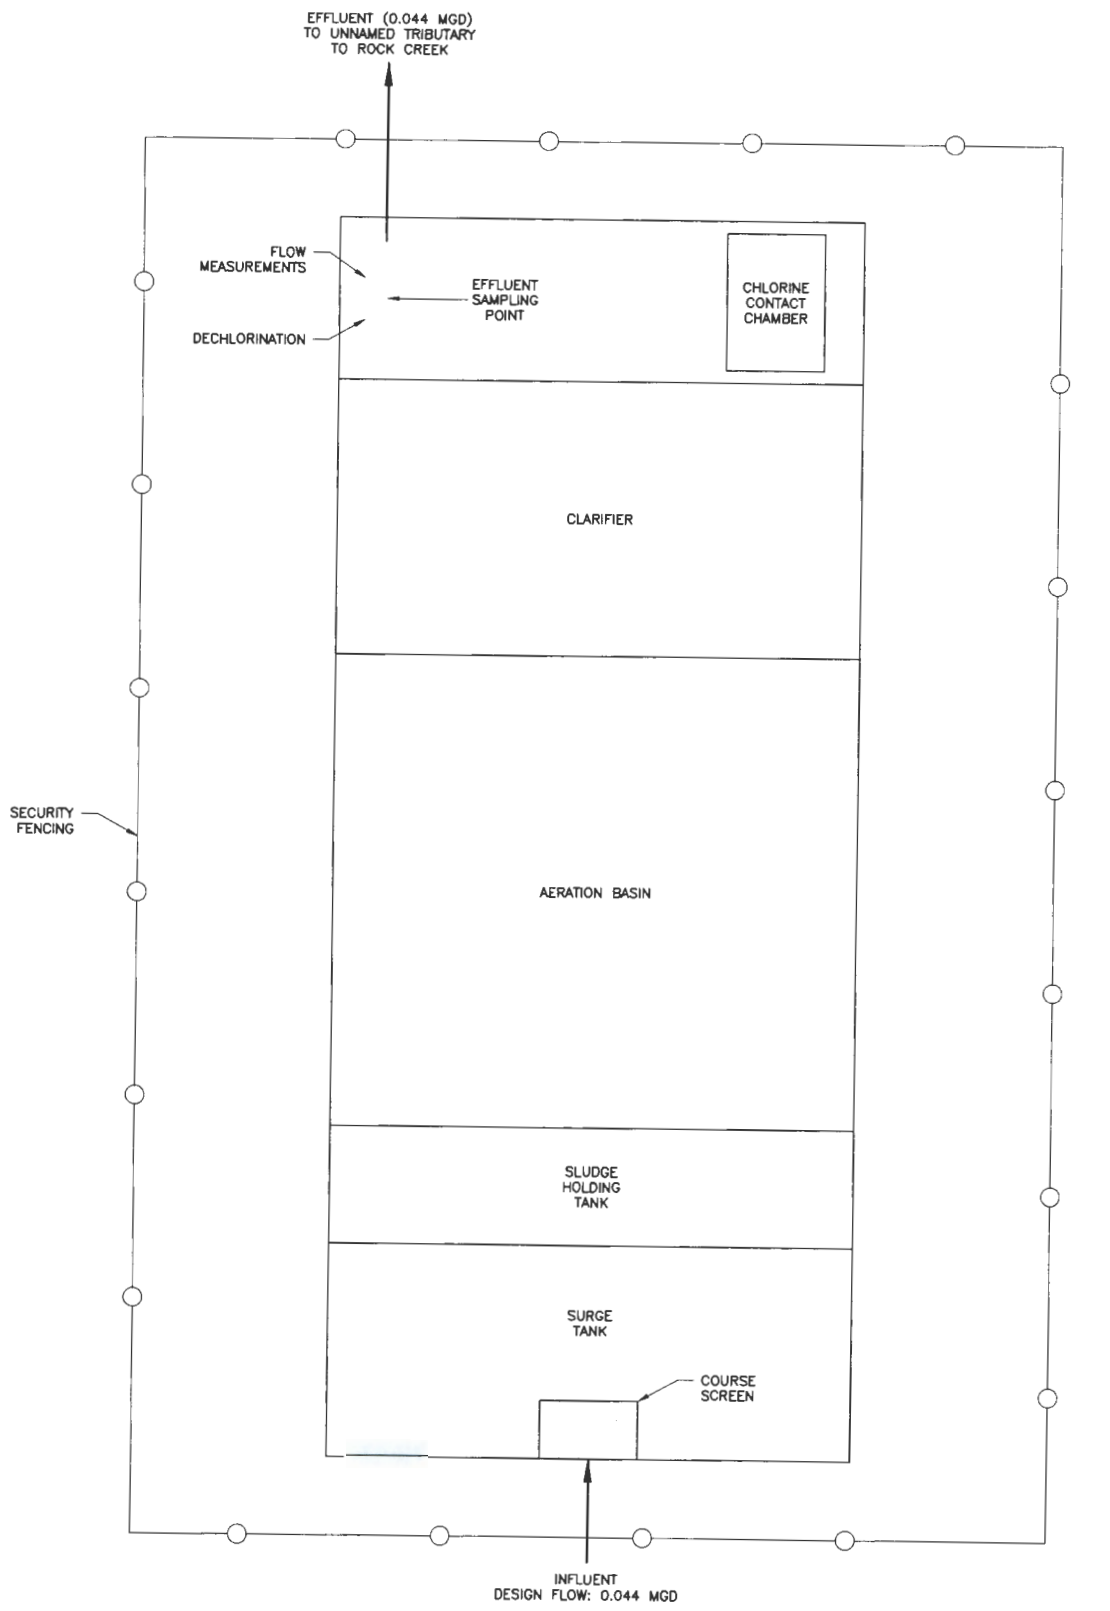 EFFLUENT (0.044 MGD)
TO UNNAMED TRIBUTARY
TO ROCK CREEK
FLOW
MEASUREMENTS
EFFLUENT
SAMPLING
POINT
DECHLORINATION
CHLORINE
CONTACT
CHAMBER
CLARIFIER
SECURITY
FENCING
AERATION BASIN
SLUDGE
HOLDING
TANK
SURGE
TANK
COURSE
SCREEN
INFLUENT
DESIGN FLOW: 0.044 MGD